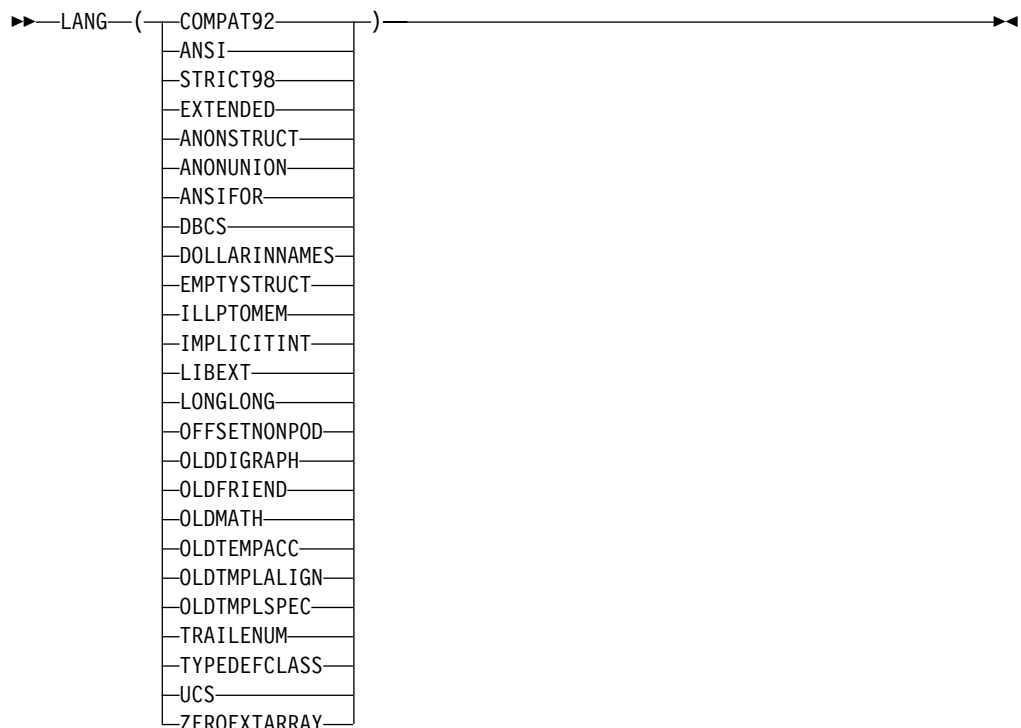 LANG ( COMPAT92 )
ANSI
STRICT98
EXTENDED
ANONSTRUCT
ANONUNION
ANSIFOR
DBCS
DOLLARINNAMES
EMPTYSTRUCT
ILLPTOMEM
IMPLICITINT
LIBEXT
LONGLONG
OFFSETNONPOD
OLDDIGRAPH
OLDFRIEND
OLDMATH
OLDTEMPACC
OLDTMPLALIGN
OLDTMPLSPEC
TRAILENUM
TYPEDEFCLASS
UCS
ZEROEXTARRAY